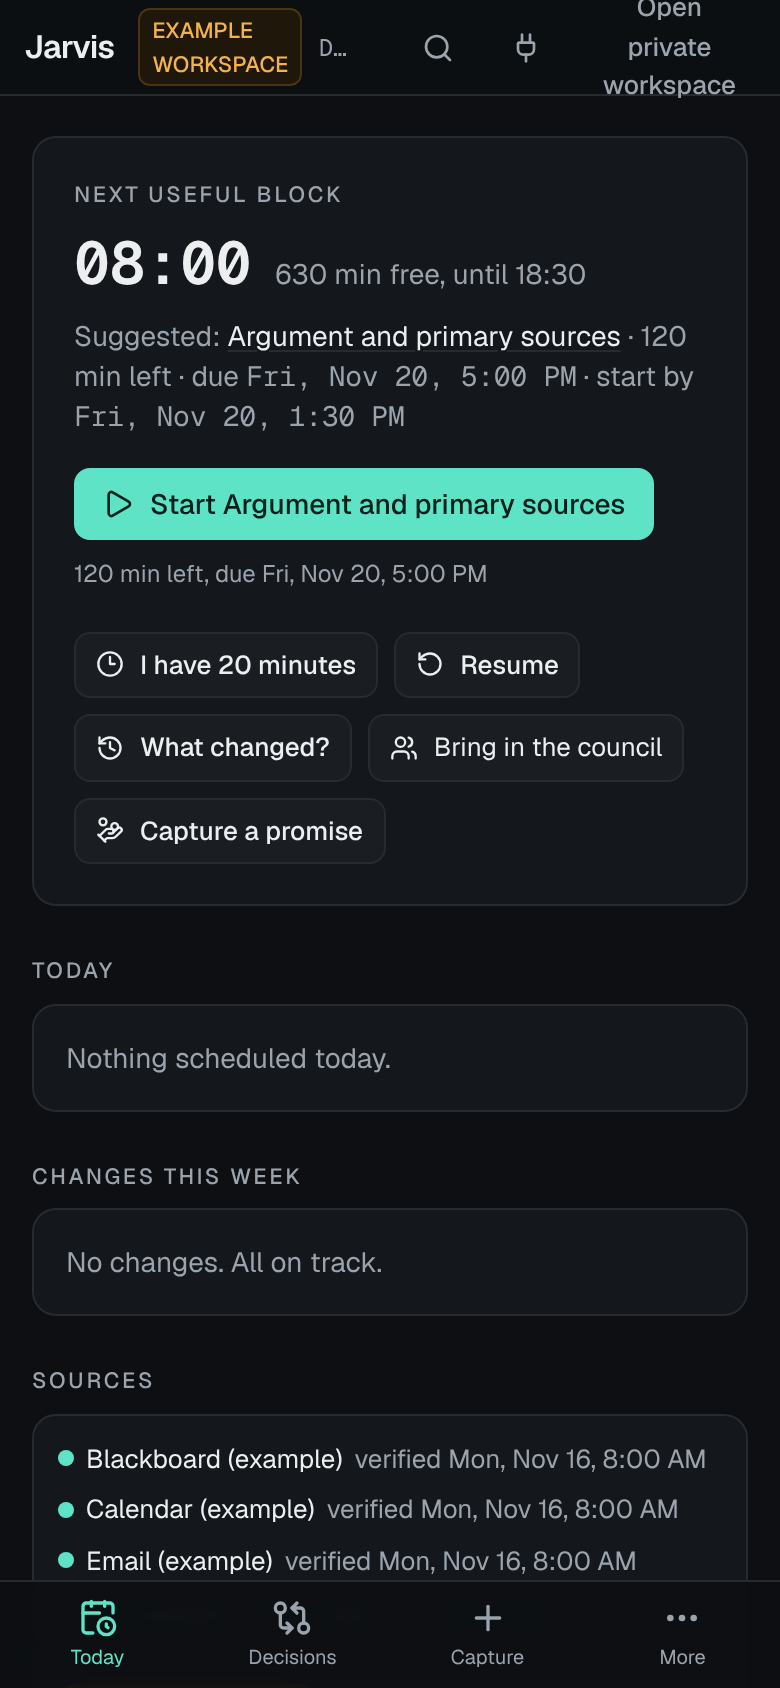 Jarvis
EXAMPLE
WORKSPACE
D...
Open
private
workspace
NEXT USEFUL BLOCK
08:00 630 min free, until 18:30
Suggested: Argument and primary sources · 120
min left · due Fri, Nov 20, 5:00 PM · start by
Fri, Nov 20, 1:30 PM
Start Argument and primary sources
120 min left, due Fri, Nov 20, 5:00 PM
I have 20 minutes
Resume
What changed?
Bring in the council
Capture a promise
TODAY
Nothing scheduled today.
CHANGES THIS WEEK
No changes. All on track.
SOURCES
Blackboard (example) verified Mon, Nov 16, 8:00 AM
Calendar (example) verified Mon, Nov 16, 8:00 AM
Email (example) verified Mon, Nov 16, 8:00 AM
Today
Decisions
Capture
More